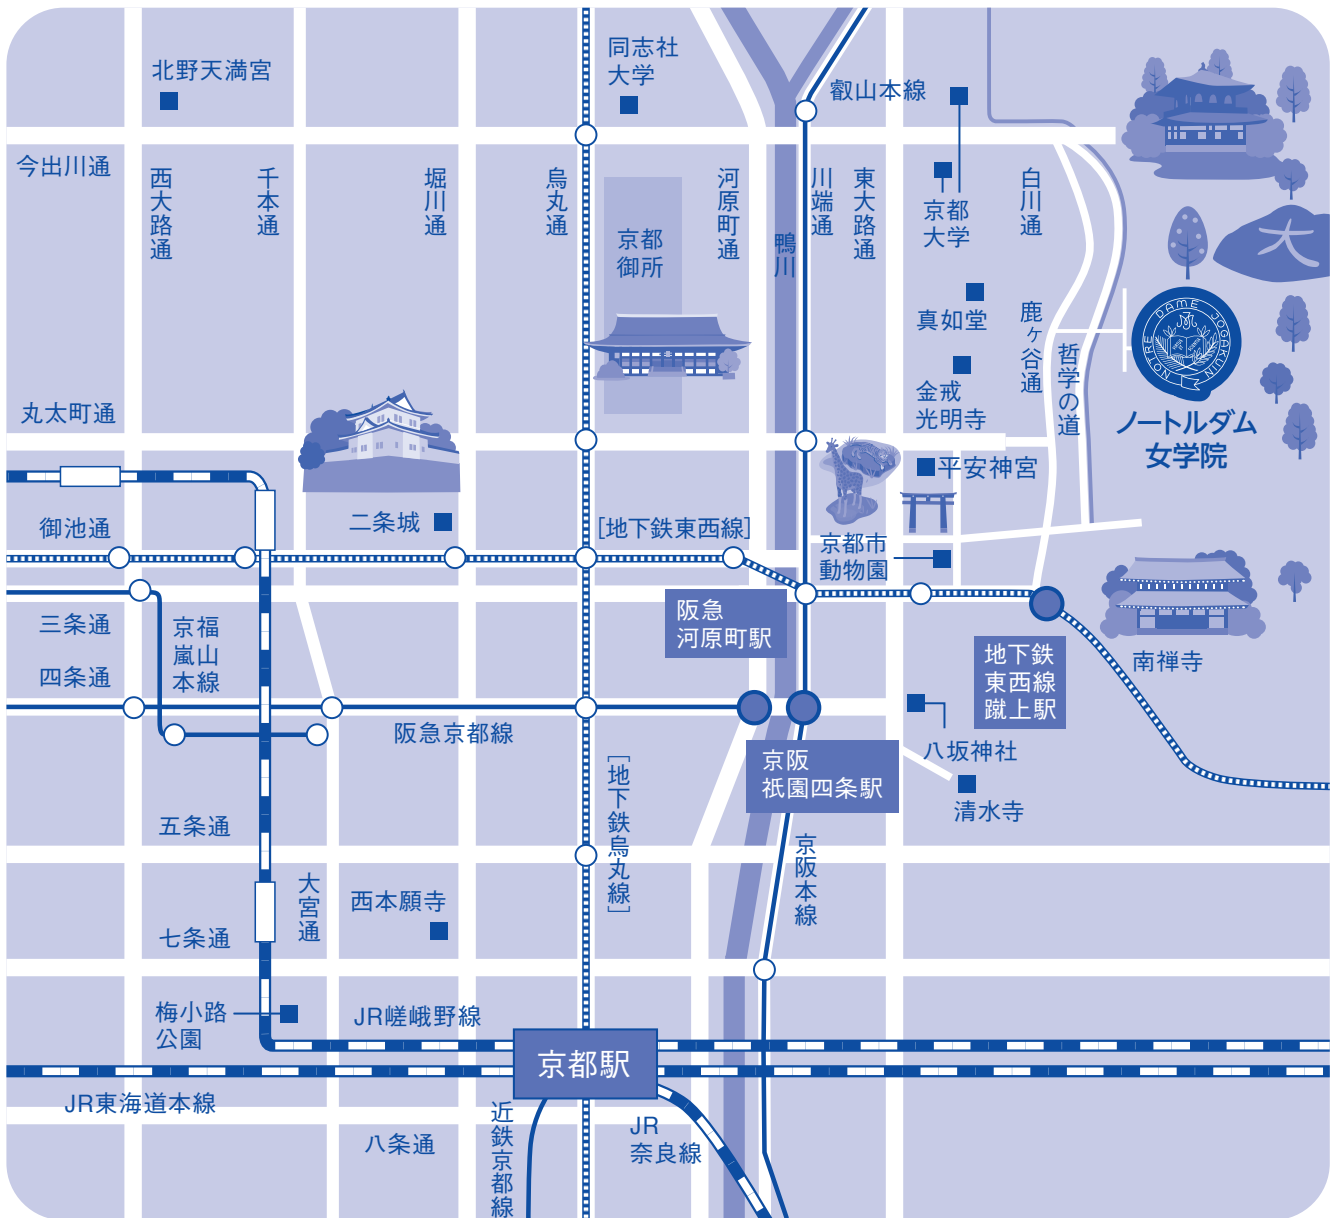 北野天満宮
同志社
大学
叡山本線
今出川通
西大路通
千本通
堀川通
烏丸通
河原町通
川端通
東大路通
白川通
京都
大学
京都
御所
鴨川
真如堂
鹿ヶ谷通
哲学の道
大
NOTRE DAME JOGAKUIN
ノートルダム
女学院
金戒
光明寺
丸太町通
平安神宮
御池通
二条城
[地下鉄東西線]
京都市
動物園
三条通
京福
嵐山
本線
阪急
河原町駅
四条通
地下鉄
東西線
蹴上駅
南禅寺
阪急京都線
京阪
祇園四条駅
八坂神社
清水寺
[地下鉄烏丸線]
五条通
京阪本線
大宮通
西本願寺
七条通
梅小路
公園
JR嵯峨野線
京都駅
JR東海道本線
近鉄京都線
JR
奈良線
八条通